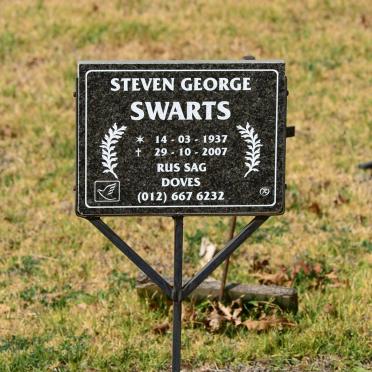 STEVEN GEORGE
SWARTS
✶ 14 - 03 - 1937
✝ 29 - 10 - 2007
RUS SAG
DOVES
(012) 667 6232